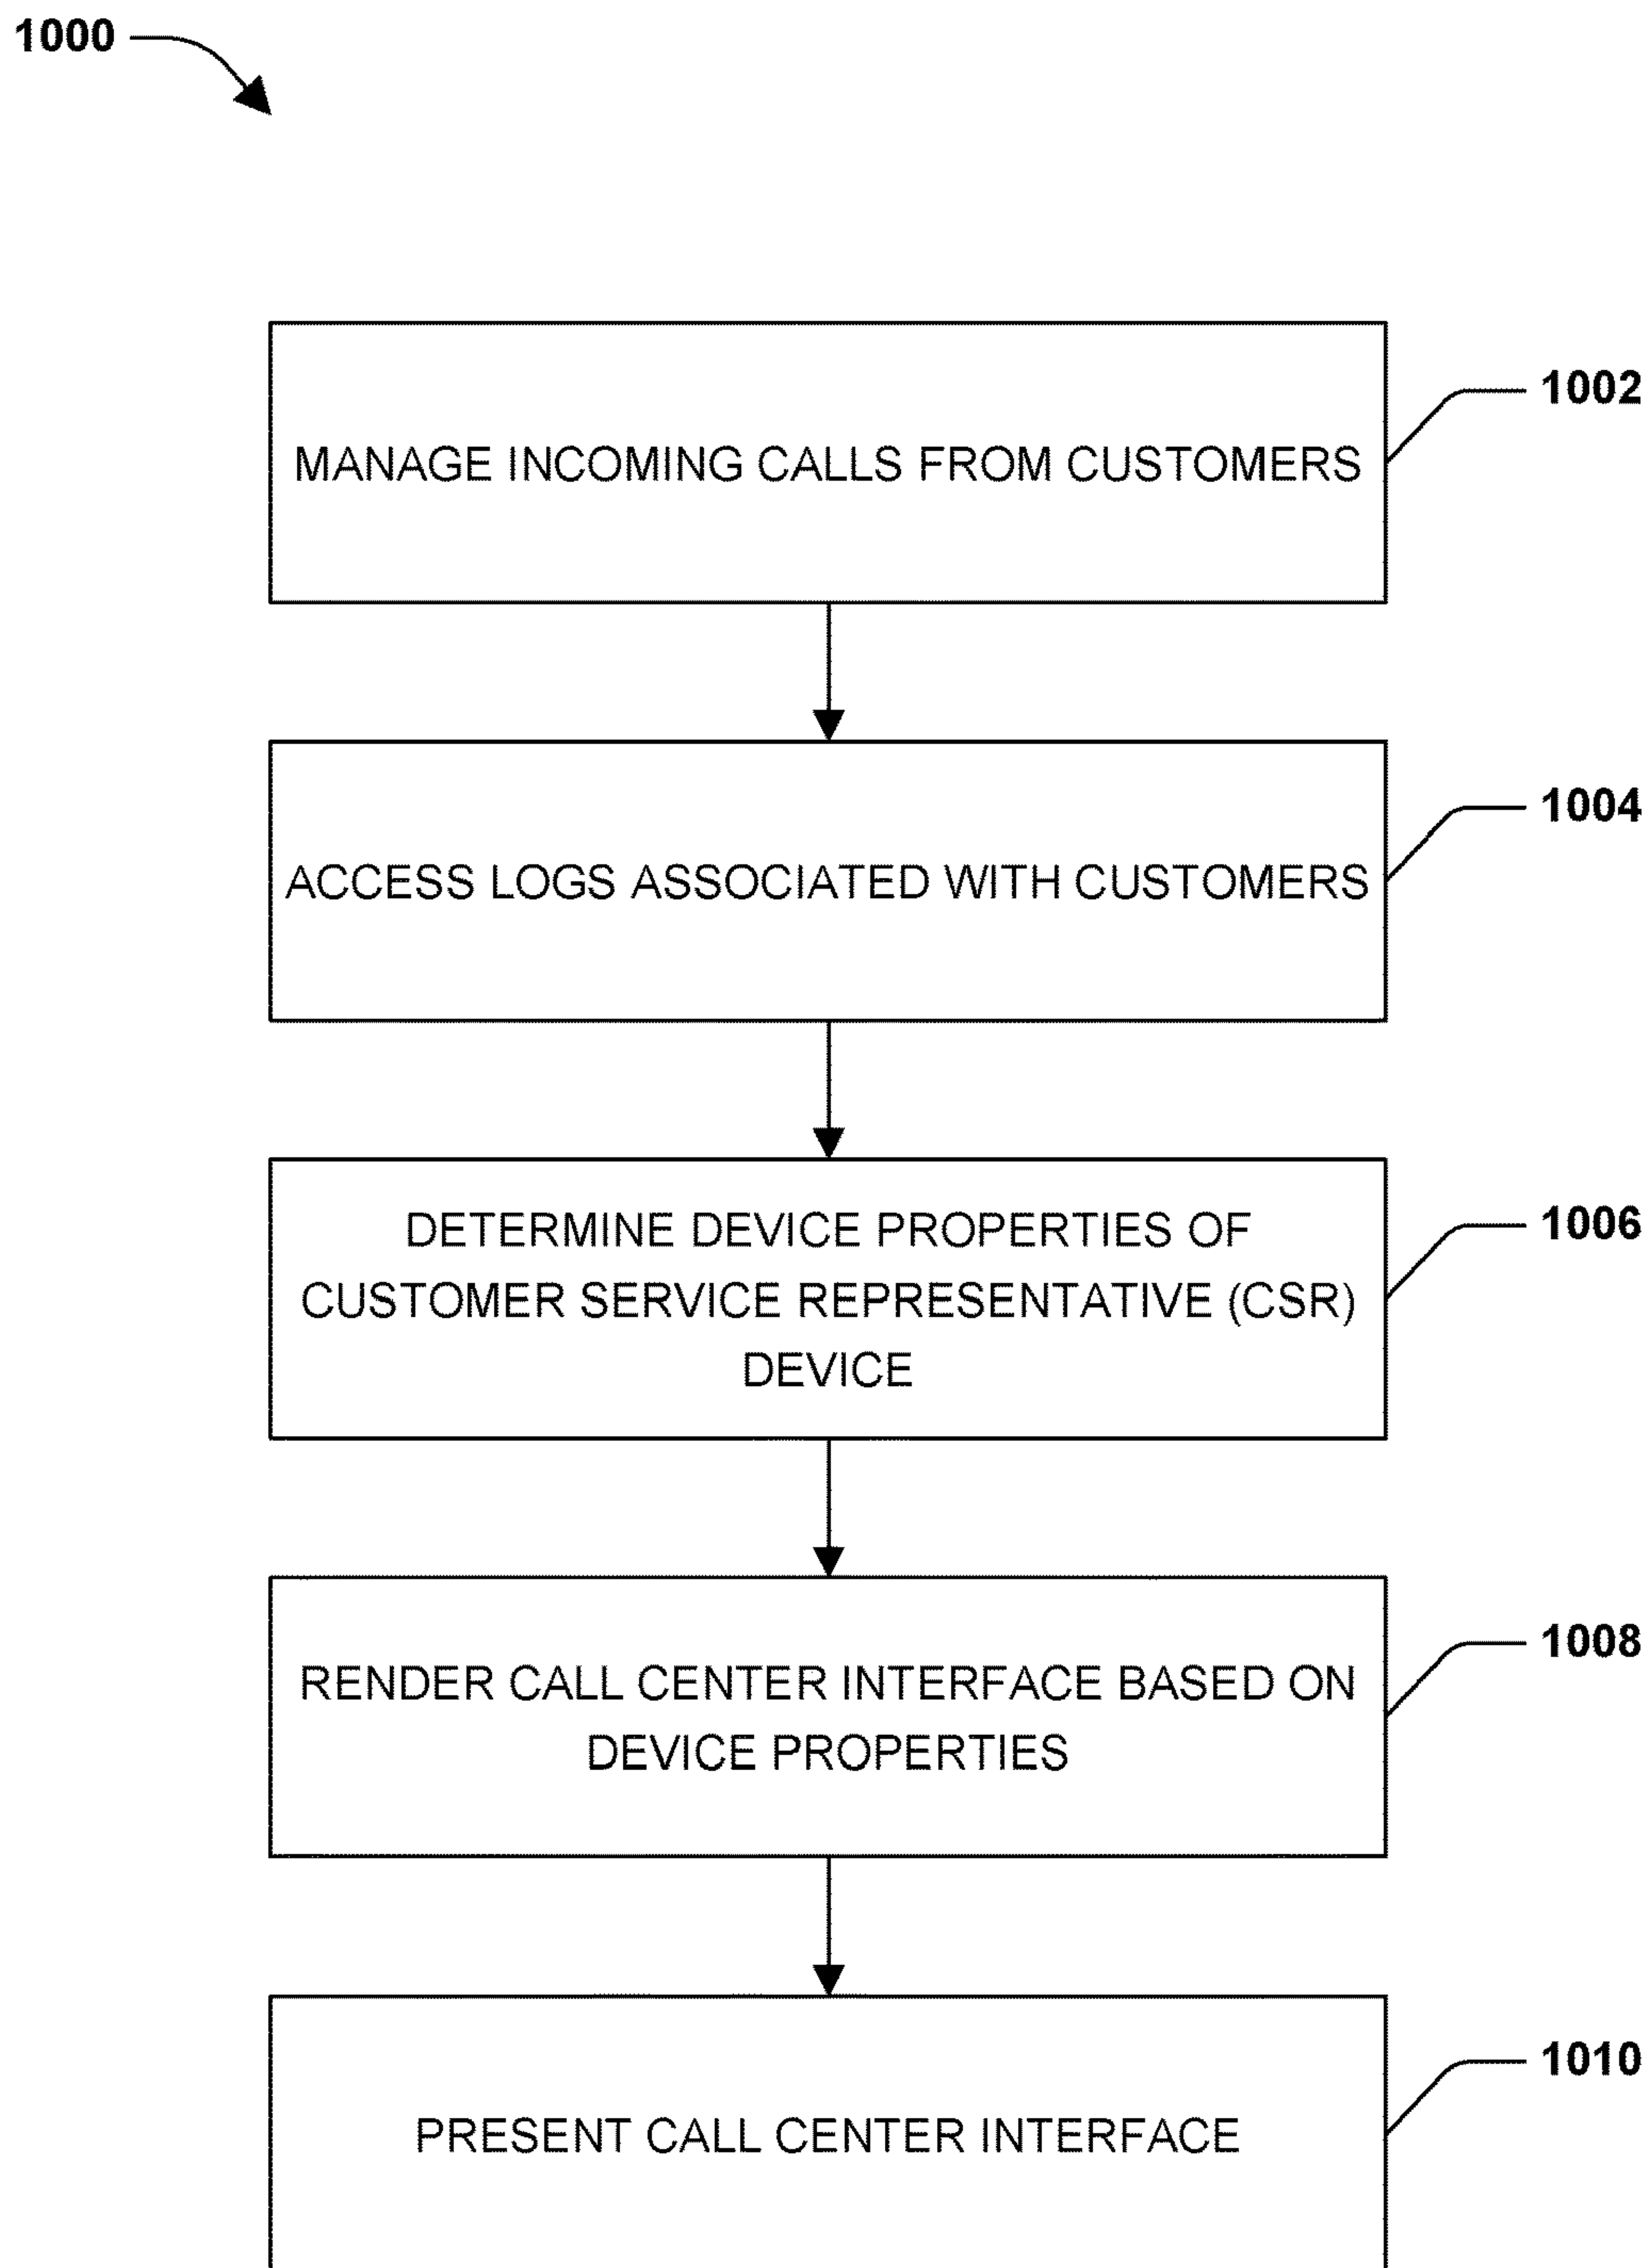 1000
MANAGE INCOMING CALLS FROM CUSTOMERS
1002
ACCESS LOGS ASSOCIATED WITH CUSTOMERS
1004
DETERMINE DEVICE PROPERTIES OF
CUSTOMER SERVICE REPRESENTATIVE (CSR)
DEVICE
1006
RENDER CALL CENTER INTERFACE BASED ON
DEVICE PROPERTIES
1008
PRESENT CALL CENTER INTERFACE
1010